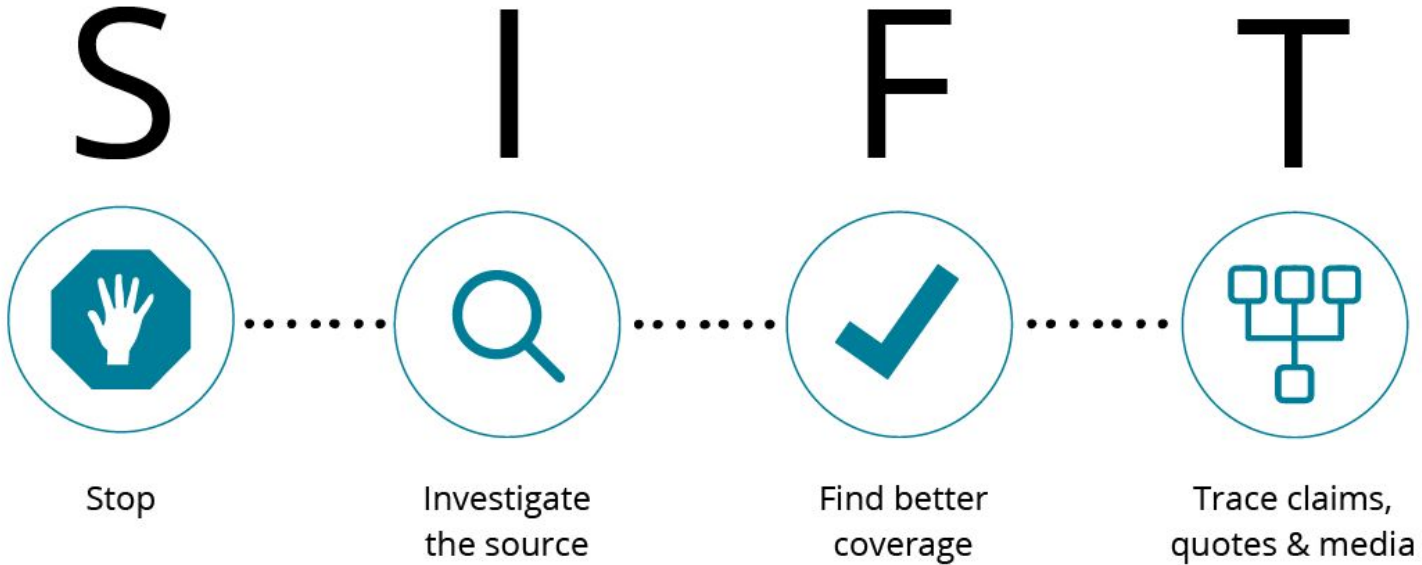 S I F T
Stop
Investigate
the source
Find better
coverage
Trace claims,
quotes & media